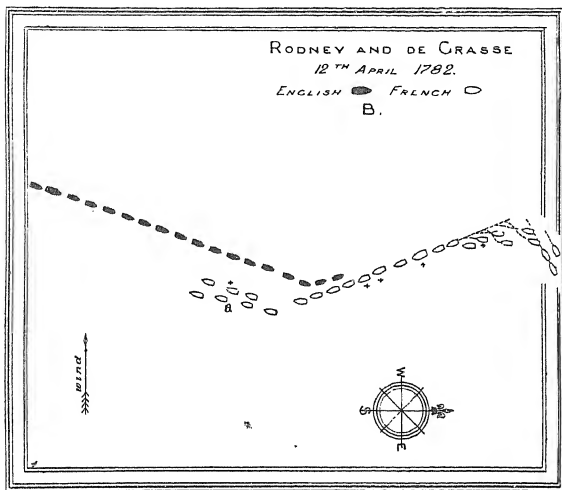 RODNEY AND DE GRASSE
12TH APRIL 1782.
ENGLISH FRENCH
B.
a
wind
W
S
E